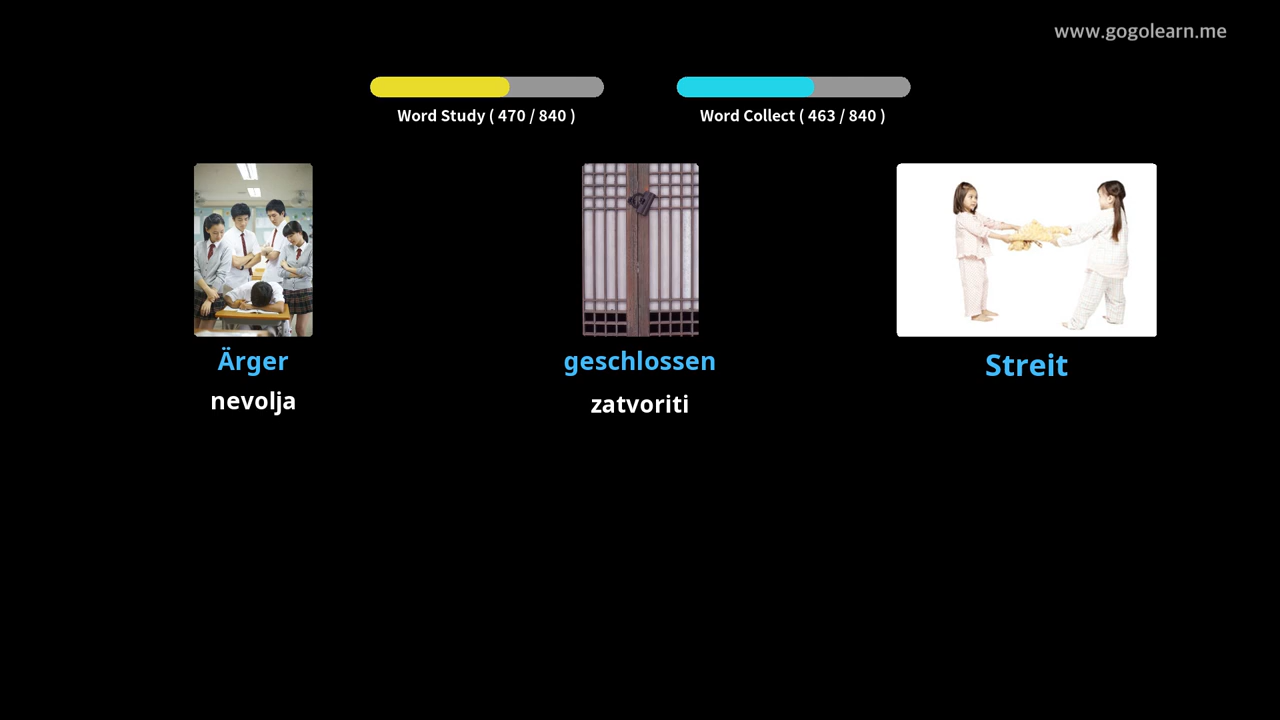 www.gogolearn.me
Word Study ( 470 / 840 )
Word Collect ( 463 / 840 )
Ärger
geschlossen
Streit
nevolja
zatvoriti